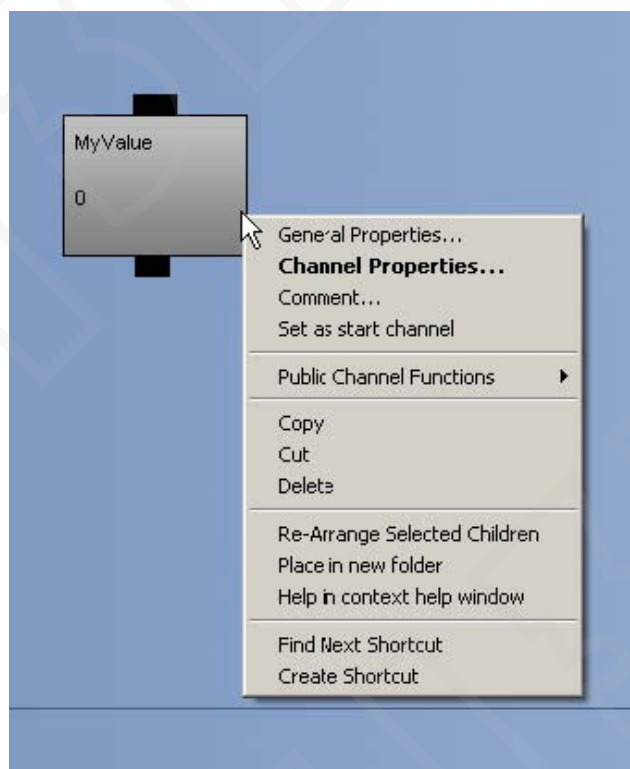 MyValue
0
General Properties...
Channel Properties...
Comment...
Set as start channel
Public Channel Functions
Copy
Cut
Delete
Re-Arrange Selected Children
Place in new folder
Help in context help window
Find Next Shortcut
Create Shortcut